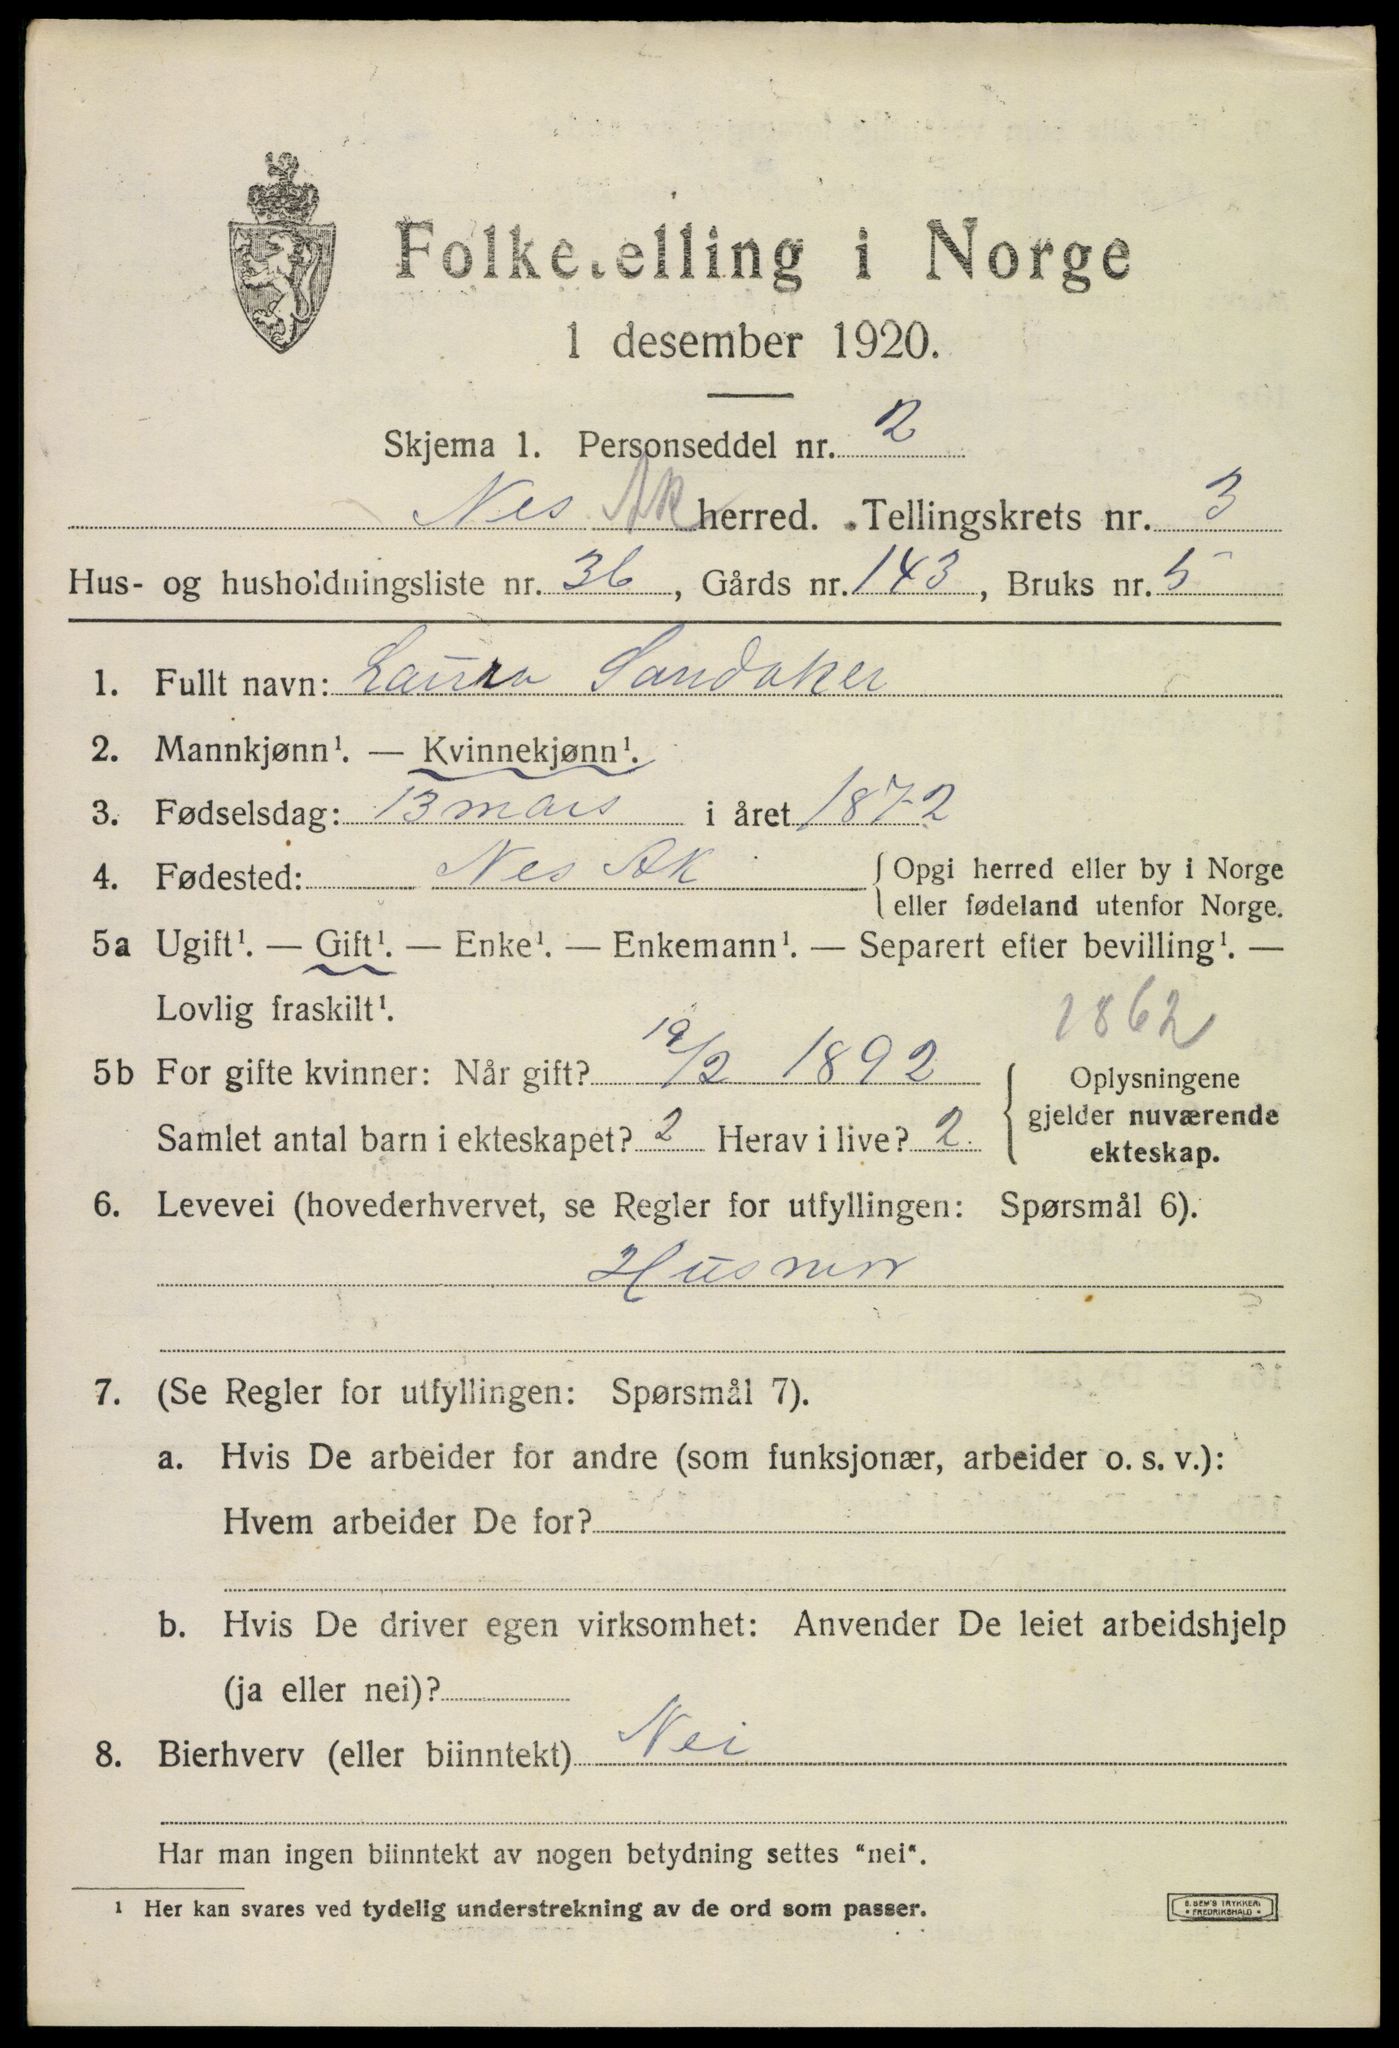 Folketelling i Norge
1 desember 1920.
Skjema 1. Personseddel nr. 2
Nes Ak herred. Tellingskrets nr. 3
Hus- og husholdningsliste nr. 36, Gårds nr. 143, Bruks nr. 5
1. Fullt navn: Laura Sandaker
2. Mannkjønn¹. — Kvinnekjønn¹.
3. Fødselsdag: 13 mars i året 1872
4. Fødested: Nes Ak { Opgi herred eller by i Norge
eller fødeland utenfor Norge.
5a Ugift¹. — Gift¹. — Enke¹. — Enkemann¹. — Separert efter bevilling¹. —
Lovlig fraskilt¹.
1862
5b For gifte kvinner: Når gift? 19/2 1892
Samlet antal barn i ekteskapet? 2 Herav i live? 2.
{ Oplysningene
gjelder nuværende
ekteskap.
6. Levevei (hovederhvervet, se Regler for utfyllingen: Spørsmål 6).
Husmor
7. (Se Regler for utfyllingen: Spørsmål 7).
a. Hvis De arbeider for andre (som funksjonær, arbeider o. s. v.):
Hvem arbeider De for?
b. Hvis De driver egen virksomhet: Anvender De leiet arbeidshjelp
(ja eller nei)?
8. Bierhverv (eller biinntekt) Nei
Har man ingen biinntekt av nogen betydning settes "nei".
¹ Her kan svares ved tydelig understrekning av de ord som passer.
S. SEM'S TRYKKERI
• FREDRIKSHALD •